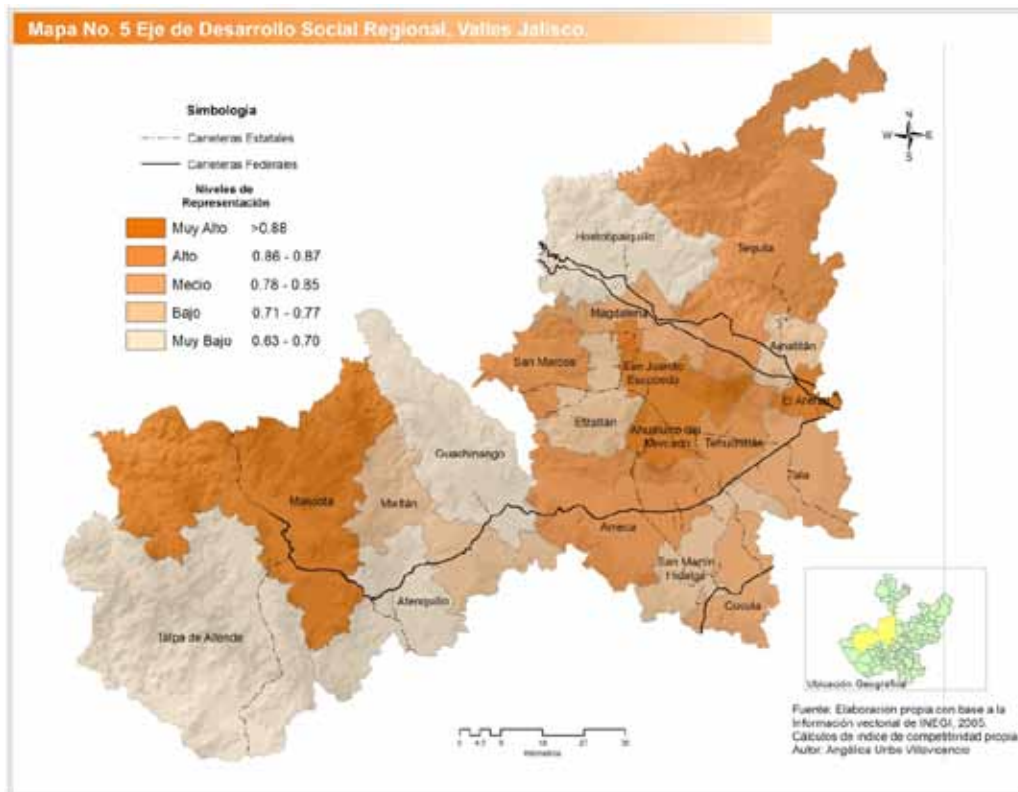 Mapa No. 5 Eje de Desarrollo Social Regional, Valles Jalisco.
Simbología
Carreteras Estatales
Carreteras Federales
Niveles de
Representación
Muy Alto >0.88
Alto 0.86 - 0.87
Medio 0.78 - 0.85
Bajo 0.71 - 0.77
Muy Bajo 0.63 - 0.70
N
W E
S
Hostotipaquillo
Tequila
Magdalena
Amatitán
San Marcos
San Juanito
Escobedo
El Arenal
Etzatlán
Ahualulco del
Mercado
Teuchitlán
Guachinango
Tala
Mascota
Mixtlán
Ameca
San Martín
Hidalgo
Atenguillo
Cocula
Talpa de Allende
Ubicación Geográfica
Fuente: Elaboración propia con base a la
Información vectorial de INEGI, 2005.
Cálculos de índice de competitividad propia
Autor: Angélica Uribe Villavicencio